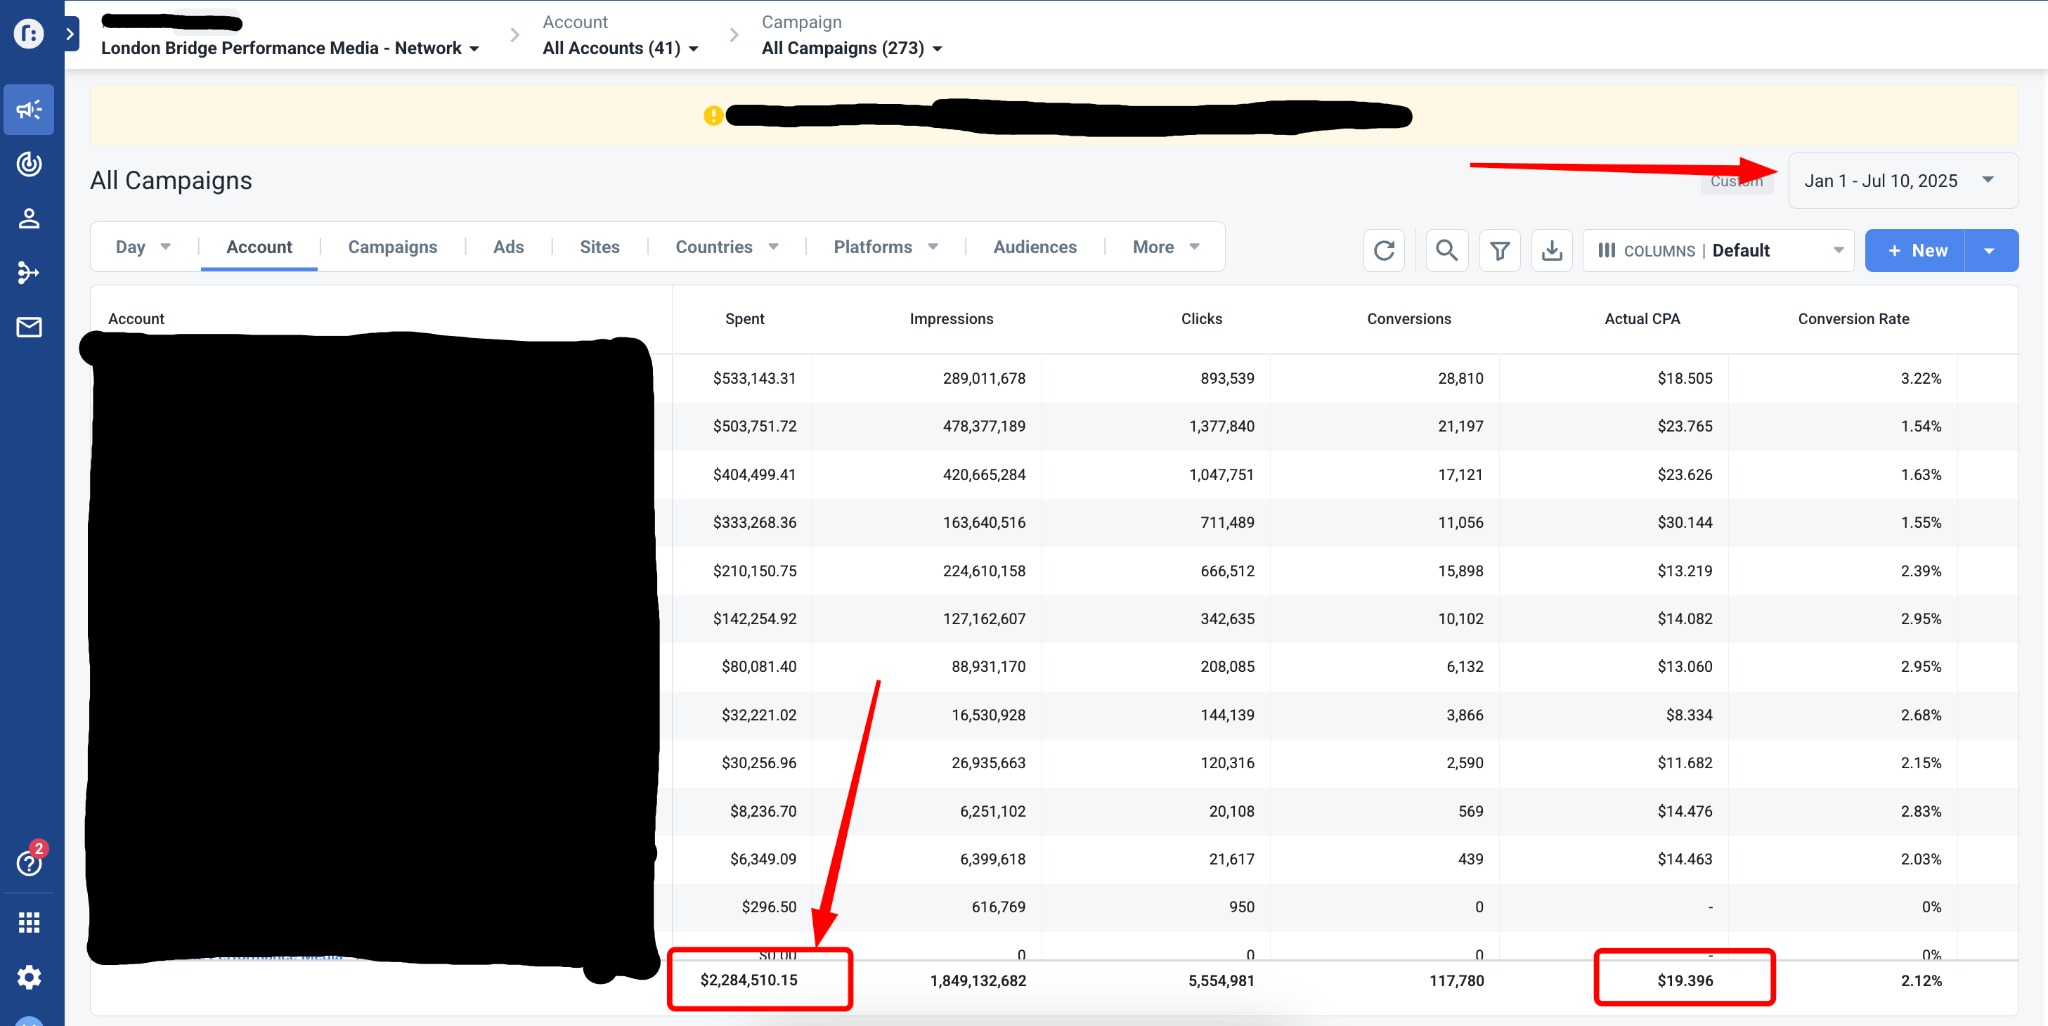 Account
Campaign
London Bridge Performance Media - Network
All Accounts (41)
All Campaigns (273)
All Campaigns
Custom
Jan 1 - Jul 10, 2025
Day
Account
Campaigns
Ads
Sites
Countries
Platforms
Audiences
More
COLUMNS | Default
+ New
Account Spent Impressions Clicks Conversions Actual CPA Conversion Rate
$533,143.31 289,011,678 893,539 28,810 $18.505 3.22%
$503,751.72 478,377,189 1,377,840 21,197 $23.765 1.54%
$404,499.41 420,665,284 1,047,751 17,121 $23.626 1.63%
$333,268.36 163,640,516 711,489 11,056 $30.144 1.55%
$210,150.75 224,610,158 666,512 15,898 $13.219 2.39%
$142,254.92 127,162,607 342,635 10,102 $14.082 2.95%
$80,081.40 88,931,170 208,085 6,132 $13.060 2.95%
$32,221.02 16,530,928 144,139 3,866 $8.334 2.68%
$30,256.96 26,935,663 120,316 2,590 $11.682 2.15%
$8,236.70 6,251,102 20,108 569 $14.476 2.83%
$6,349.09 6,399,618 21,617 439 $14.463 2.03%
$296.50 616,769 950 0 - 0%
$0.00 0 0 0 - 0%
$2,284,510.15 1,849,132,682 5,554,981 117,780 $19.396 2.12%
2